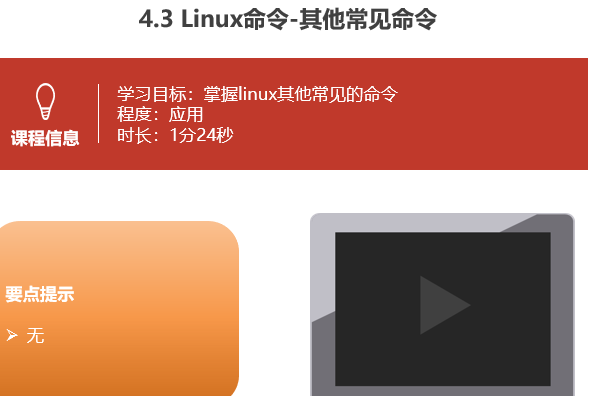 4.3 Linux命令-其他常见命令
课程信息
学习目标：掌握linux其他常见的命令
程度：应用
时长：1分24秒
要点提示
➢ 无